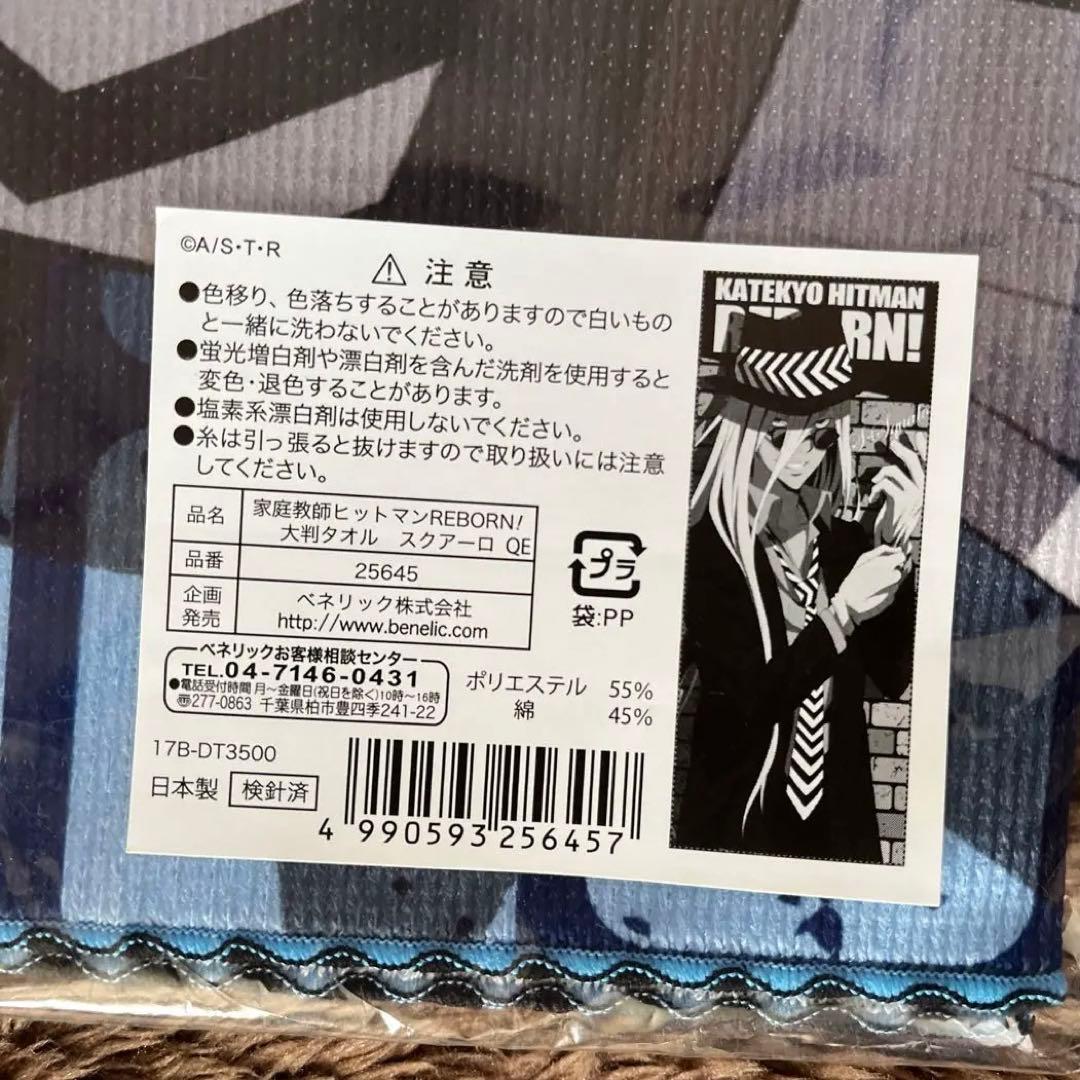 ©A/S・T・R
⚠ 注意
●色移り、色落ちすることがありますので白いもの
と一緒に洗わないでください。
●蛍光増白剤や漂白剤を含んだ洗剤を使用すると
変色・退色することがあります。
●塩素系漂白剤は使用しないでください。
●糸は引っ張ると抜けますので取り扱いには注意
してください。
品名 家庭教師ヒットマンREBORN!
大判タオル スクアーロ QE
品番 25645
企画
発売
ベネリック株式会社
http://www.benelic.com
プラ
袋:PP
ベネリックお客様相談センター
TEL.04-7146-0431
●電話受付時間 月〜金曜日(祝日を除く)10時〜16時
〠277-0863 千葉県柏市豊四季241-22
ポリエステル 55%
綿 45%
17B-DT3500
日本製 検針済
4 990593 256457
KATEKYO HITMAN
RN!